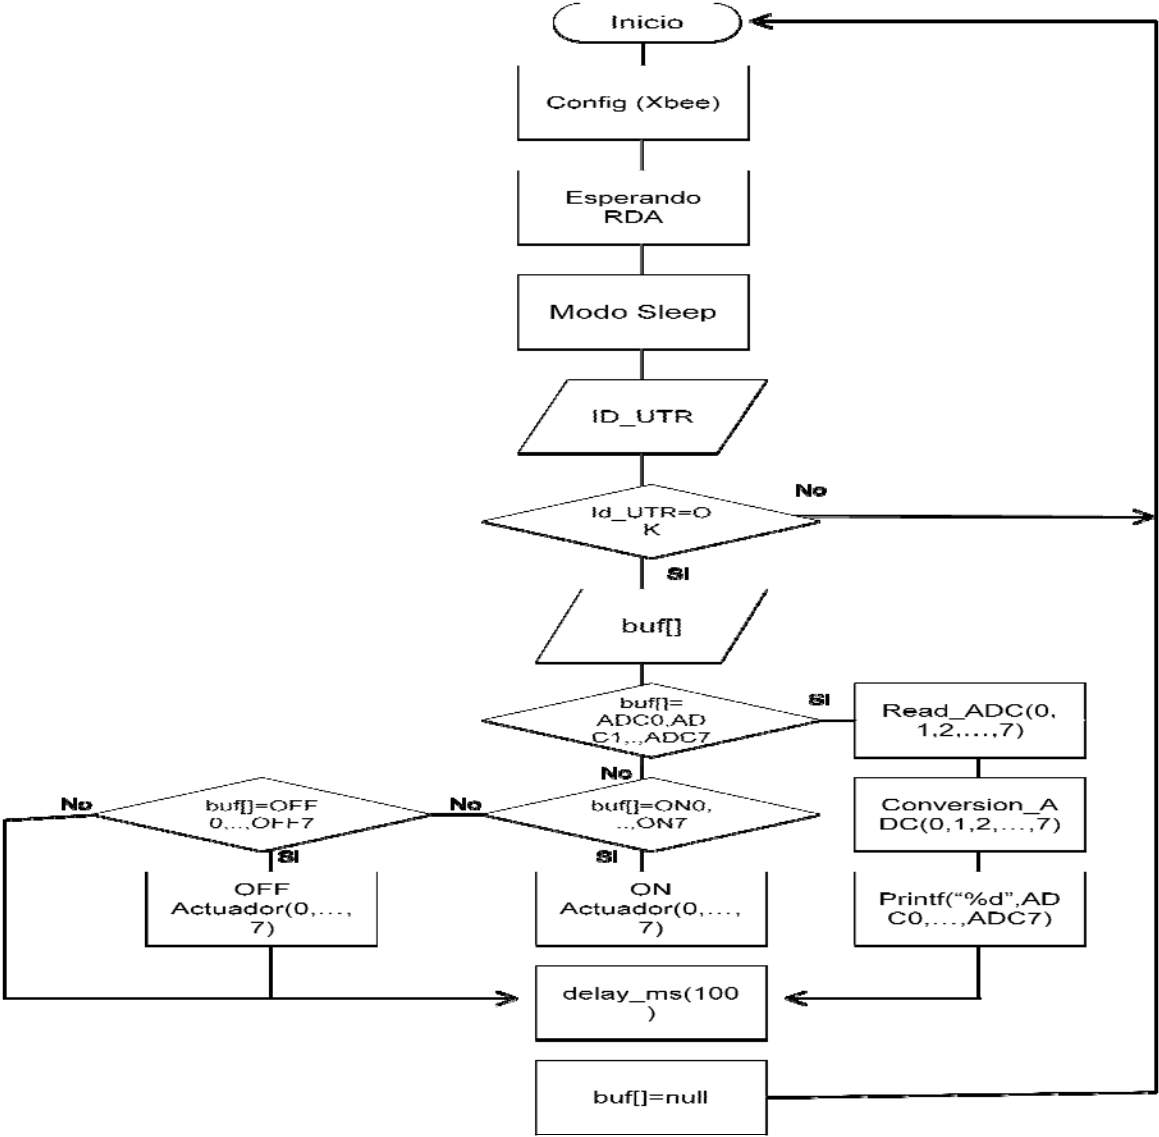 Inicio
Config (Xbee)
Esperando
RDA
Modo Sleep
ID_UTR
No
Id_UTR=O
K
SI
buf[]
SI
buf[]=
ADC0,AD
C1,..,ADC7
Read_ADC(0,
1,2,...,7)
No
No
buf[]=OFF
0,..,OFF7
No
buf[]=ON0,
..,ON7
Conversion_A
DC(0,1,2,...,7)
SI
SI
OFF
Actuador(0,...,
7)
ON
Actuador(0,...,
7)
Printf(“%d”,AD
C0,...,ADC7)
delay_ms(100
)
buf[]=null